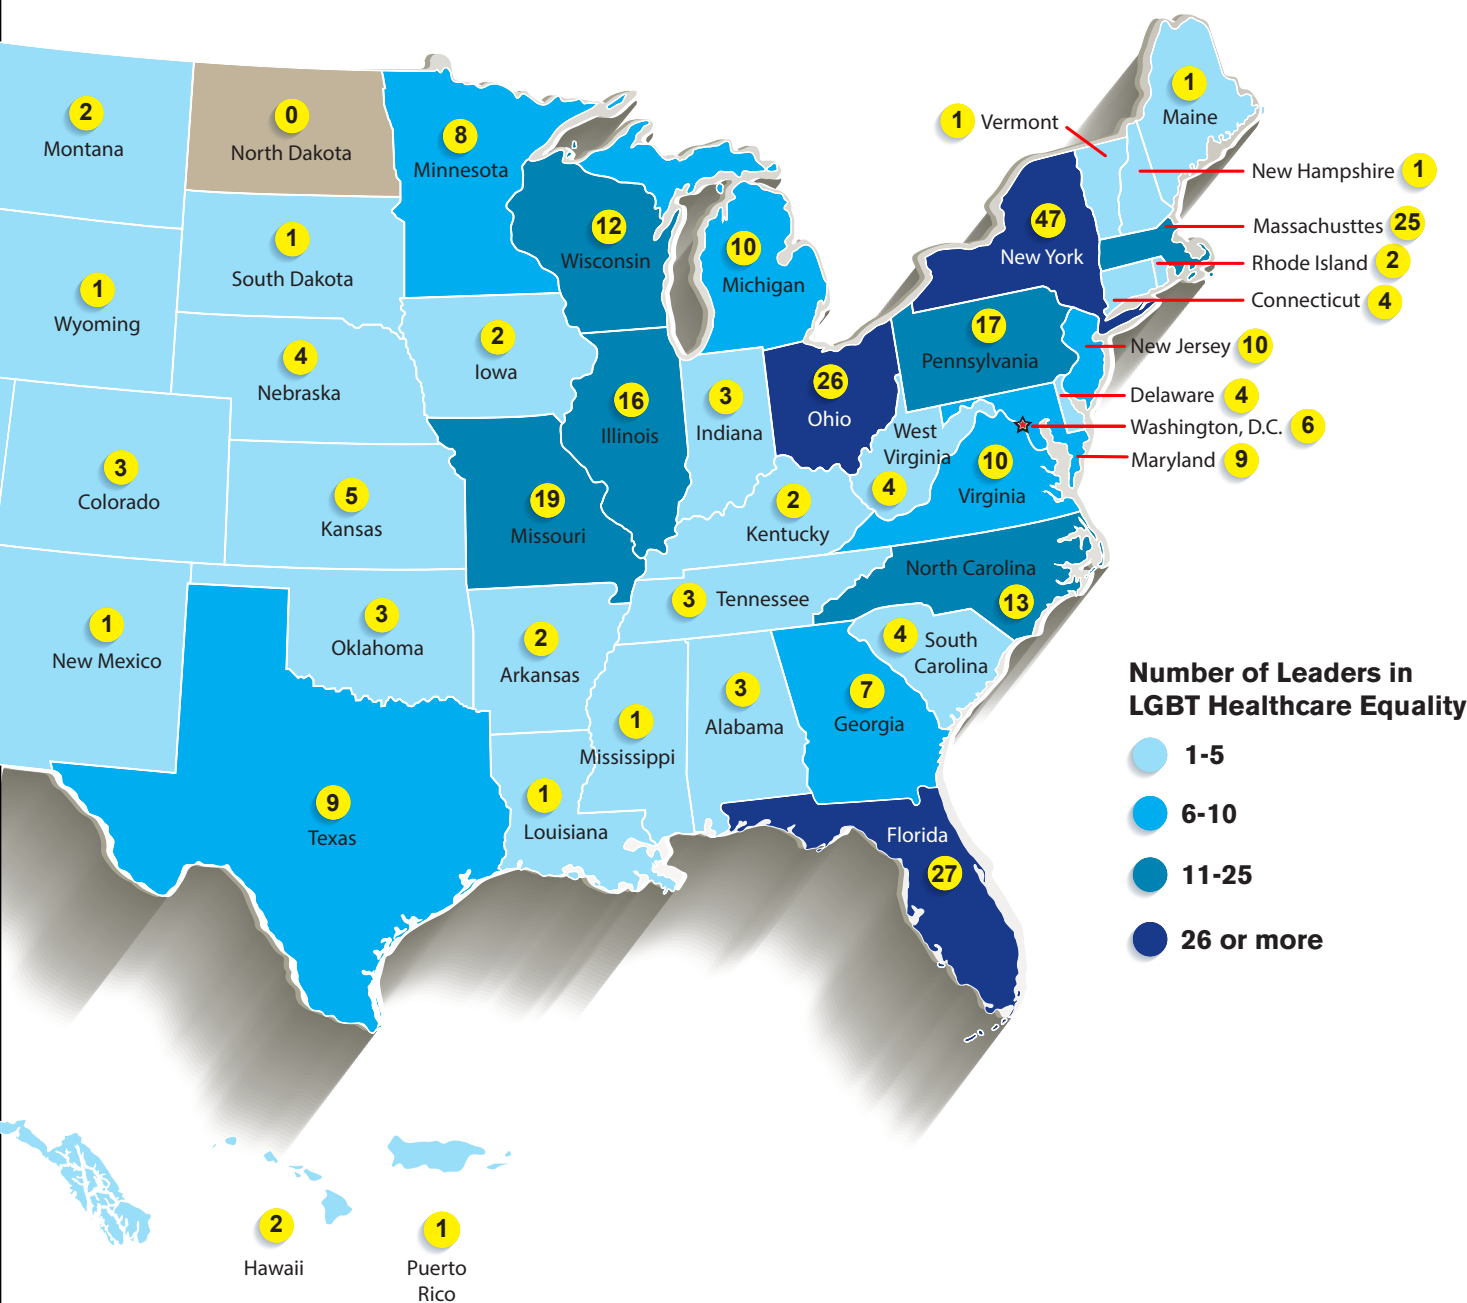 1
Maine
1 Vermont
2
Montana
0
North Dakota
8
Minnesota
New Hampshire 1
47
New York
Massachusttes 25
12
Wisconsin
10
Michigan
1
South Dakota
Rhode Island 2
1
Wyoming
Connecticut 4
17
Pennsylvania
New Jersey 10
2
Iowa
4
Nebraska
26
Ohio
Delaware 4
16
Illinois
3
Indiana
West
Virginia
4
Washington, D.C. 6
Maryland 9
10
Virginia
3
Colorado
5
Kansas
19
Missouri
2
Kentucky
North Carolina
13
3 Tennessee
1
New Mexico
3
Oklahoma
2
Arkansas
4 South
Carolina
Number of Leaders in
LGBT Healthcare Equality
1-5
6-10
11-25
26 or more
1
Mississippi
3
Alabama
7
Georgia
9
Texas
1
Louisiana
Florida
27
2
Hawaii
1
Puerto
Rico